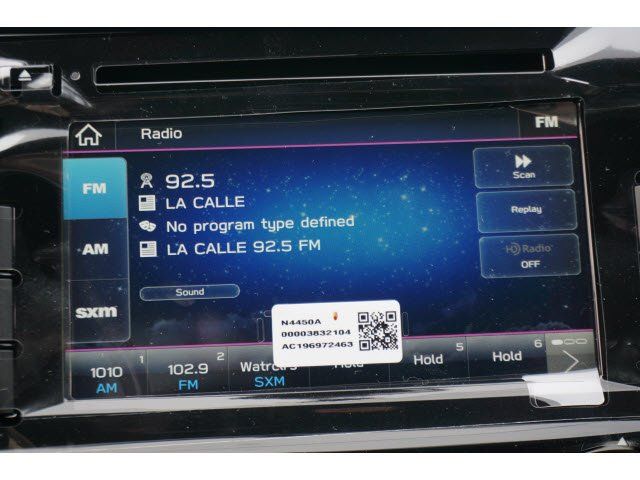 Radio
FM
FM
92.5
Scan
LA CALLE
Replay
No program type defined
AM
LA CALLE 92.5 FM
HD Radio
OFF
Sound
sxm
N4450A
00003832104
AC196972463
1
1010
AM
2
102.9
FM
SXM
5
Hold
6
Hold